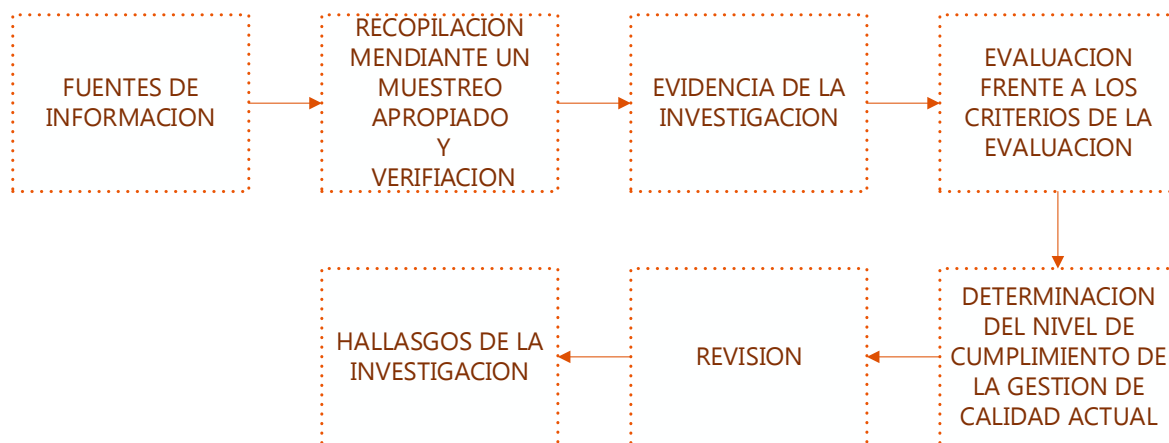 FUENTES DE
INFORMACION
RECOPILACION
MENDIANTE UN
MUESTREO
APROPIADO
Y
VERIFIACION
EVIDENCIA DE LA
INVESTIGACION
EVALUACION
FRENTE A LOS
CRITERIOS DE LA
EVALUACION
DETERMINACION
DEL NIVEL DE
CUMPLIMIENTO DE
LA GESTION DE
CALIDAD ACTUAL
REVISION
HALLASGOS DE LA
INVESTIGACION